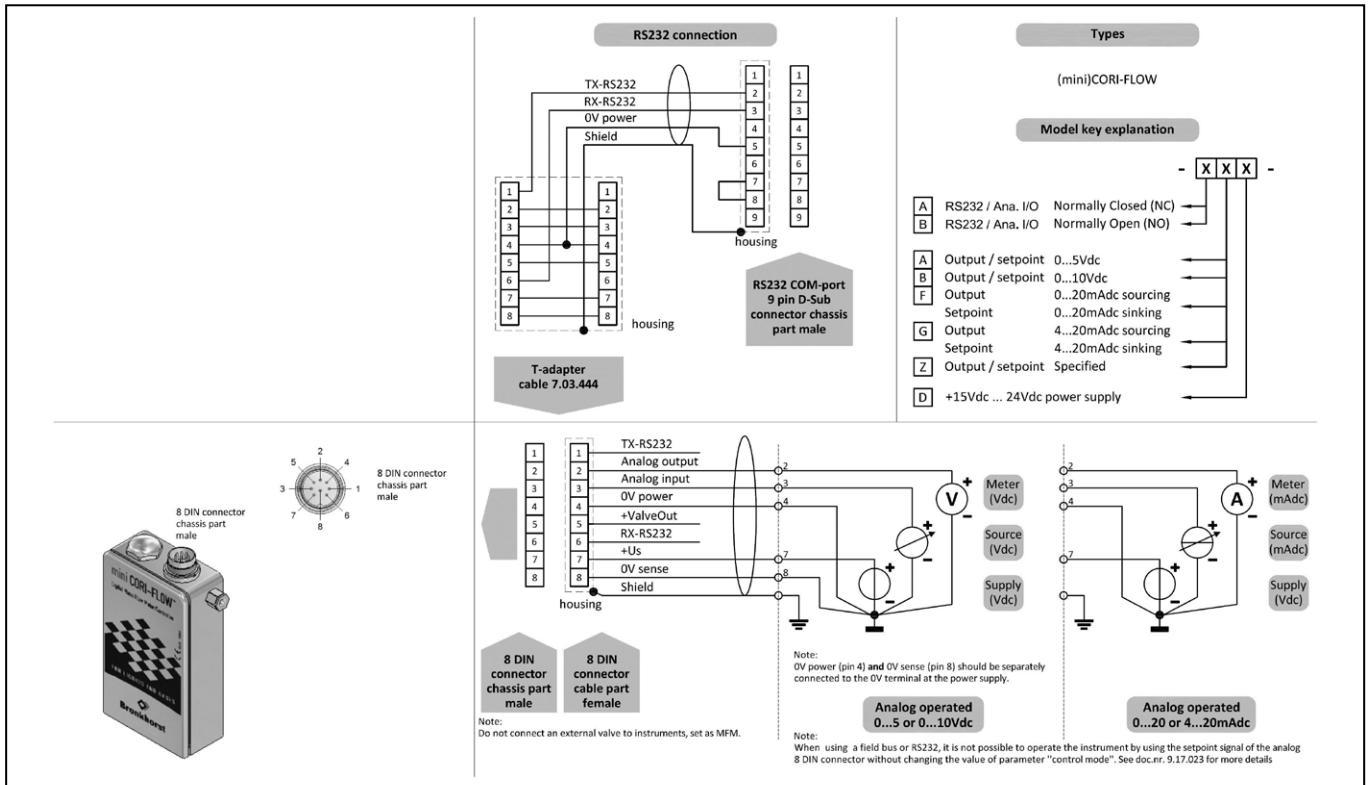 RS232 connection
TX-RS232
RX-RS232
0V power
Shield
1
2
3
4
5
6
7
8
9
1
2
3
4
5
6
7
8
9
housing
1
2
3
4
5
6
7
8
1
2
3
4
5
6
7
8
housing
RS232 COM-port
9 pin D-Sub
connector chassis
part male
T-adapter
cable 7.03.444
Types
(mini)CORI-FLOW
Model key explanation
- X X X -
A RS232 / Ana. I/O Normally Closed (NC)
B RS232 / Ana. I/O Normally Open (NO)
A Output / setpoint 0...5Vdc
B Output / setpoint 0...10Vdc
F Output 0...20mAdc sourcing
Setpoint 0...20mAdc sinking
G Output 4...20mAdc sourcing
Setpoint 4...20mAdc sinking
Z Output / setpoint Specified
D +15Vdc ... 24Vdc power supply
2
5 4
3 1
7 6
8
8 DIN connector
chassis part
male
8 DIN connector
chassis part
male
mini CORI-FLOW
Bronkhorst
1
2
3
4
5
6
7
8
1
2
3
4
5
6
7
8
TX-RS232
Analog output
Analog input
0V power
+ValveOut
RX-RS232
+Us
0V sense
Shield
housing
2
3
4
7
8
V
+
-
+
-
+
-
Meter
(Vdc)
Source
(Vdc)
Supply
(Vdc)
2
3
4
7
A
+
-
+
-
+
-
Meter
(mAdc)
Source
(mAdc)
Supply
(Vdc)
8 DIN
connector
chassis part
male
8 DIN
connector
cable part
female
Note:
Do not connect an external valve to instruments, set as MFM.
Note:
0V power (pin 4) and 0V sense (pin 8) should be separately
connected to the 0V terminal at the power supply.
Analog operated
0...5 or 0...10Vdc
Analog operated
0...20 or 4...20mAdc
Note:
When using a field bus or RS232, it is not possible to operate the instrument by using the setpoint signal of the analog
8 DIN connector without changing the value of parameter "control mode". See doc.nr. 9.17.023 for more details